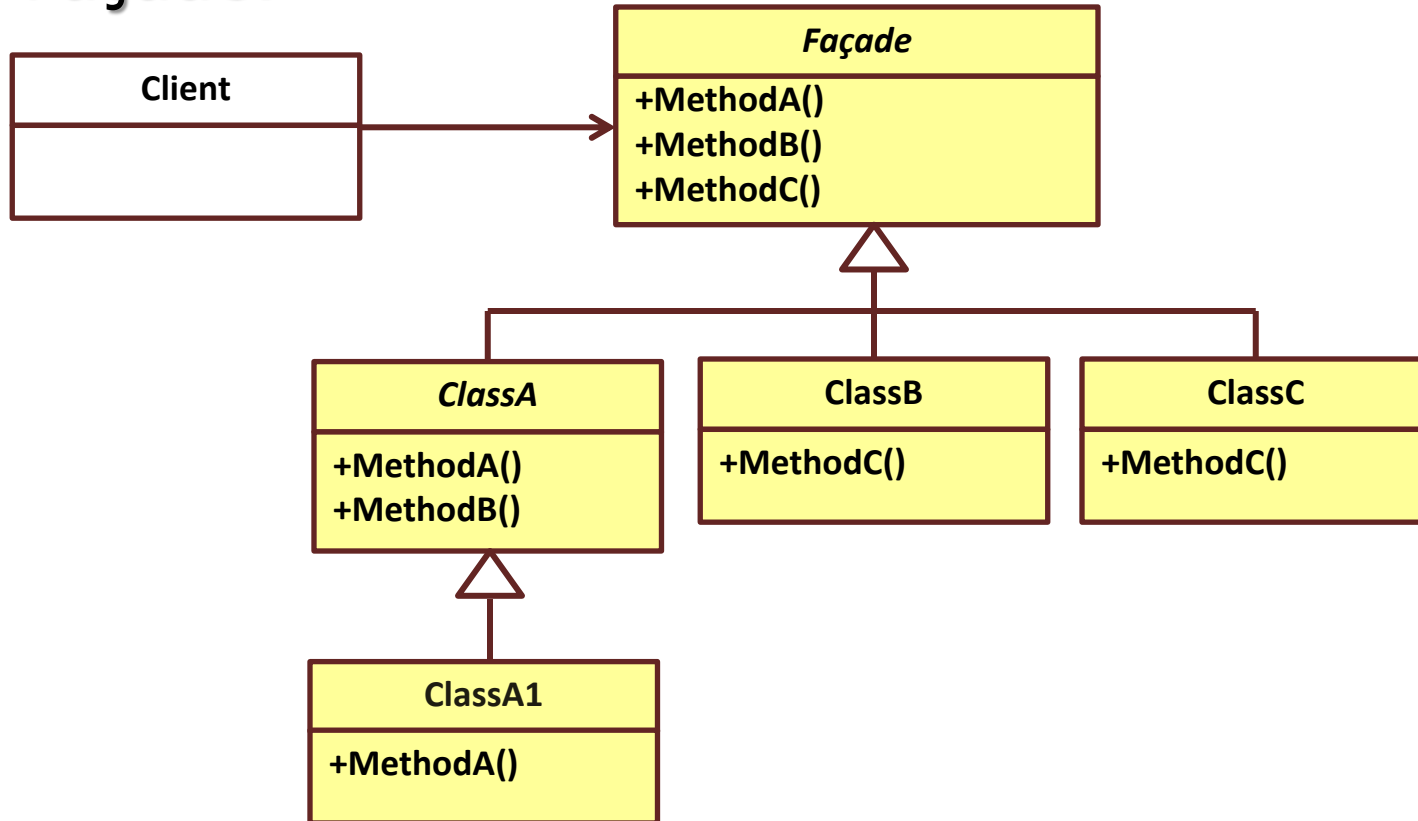 Façade
Client
+MethodA()
+MethodB()
+MethodC()
ClassA
ClassB
ClassC
+MethodA()
+MethodB()
+MethodC()
+MethodC()
ClassA1
+MethodA()